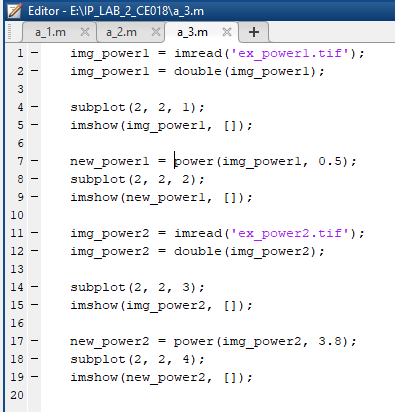 Editor - E:\IP_LAB_2_CE018\a_3.m
a_1.m × a_2.m × a_3.m × +
1 - img_power1 = imread('ex_power1.tif');
2 - img_power1 = double(img_power1);
3
4 - subplot(2, 2, 1);
5 - imshow(img_power1, []);
6
7 - new_power1 = power(img_power1, 0.5);
8 - subplot(2, 2, 2);
9 - imshow(new_power1, []);
10
11 - img_power2 = imread('ex_power2.tif');
12 - img_power2 = double(img_power2);
13
14 - subplot(2, 2, 3);
15 - imshow(img_power2, []);
16
17 - new_power2 = power(img_power2, 3.8);
18 - subplot(2, 2, 4);
19 - imshow(new_power2, []);
20